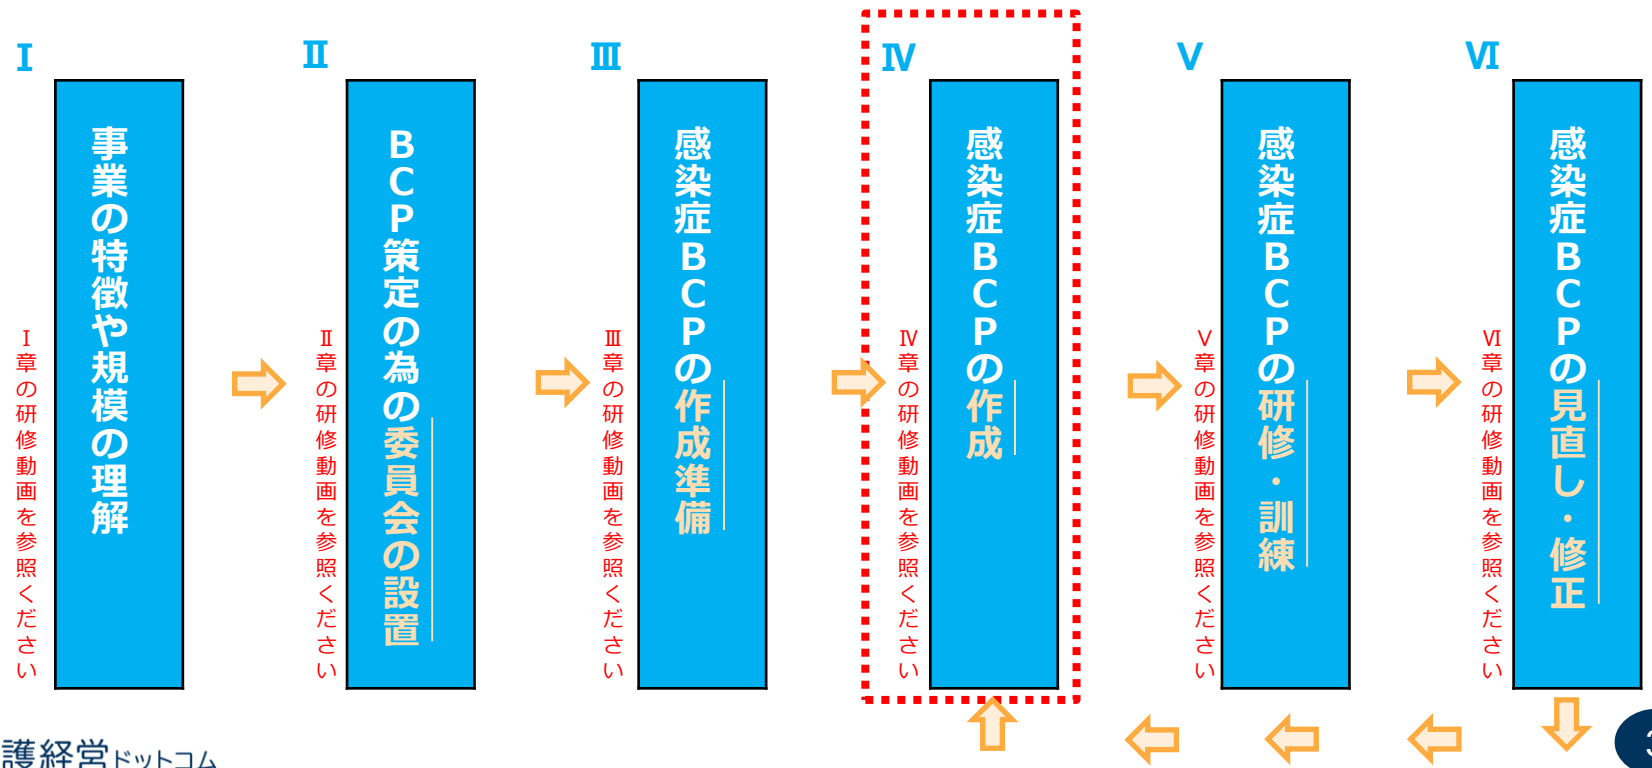 Ⅰ
事業の特徴や規模の理解
Ⅰ章の研修動画を参照ください
Ⅱ
BCP策定の為の委員会の設置
Ⅱ章の研修動画を参照ください
Ⅲ
感染症BCPの作成準備
Ⅲ章の研修動画を参照ください
Ⅳ
感染症BCPの作成
Ⅳ章の研修動画を参照ください
Ⅴ
感染症BCPの研修・訓練
Ⅴ章の研修動画を参照ください
Ⅵ
感染症BCPの見直し・修正
Ⅵ章の研修動画を参照ください
護経営ドットコム
3